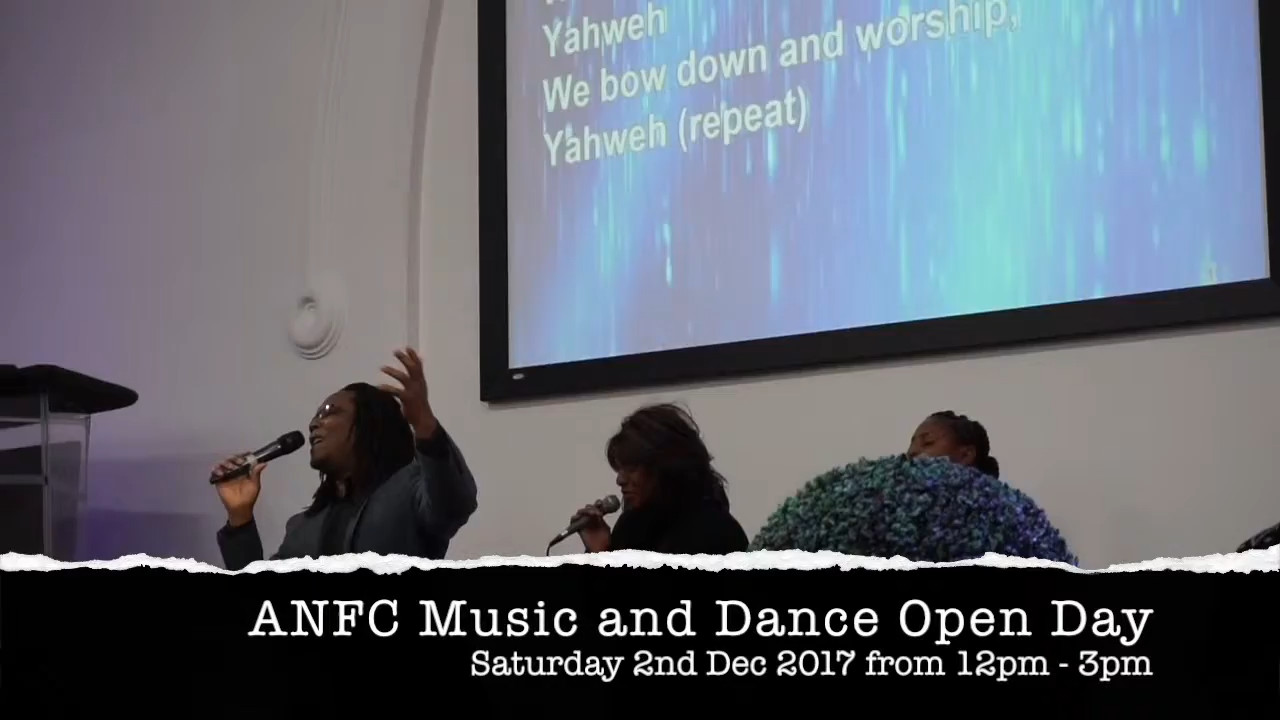 Yahweh
We bow down and worship,
Yahweh (repeat)
ANFC Music and Dance Open Day
Saturday 2nd Dec 2017 from 12pm - 3pm